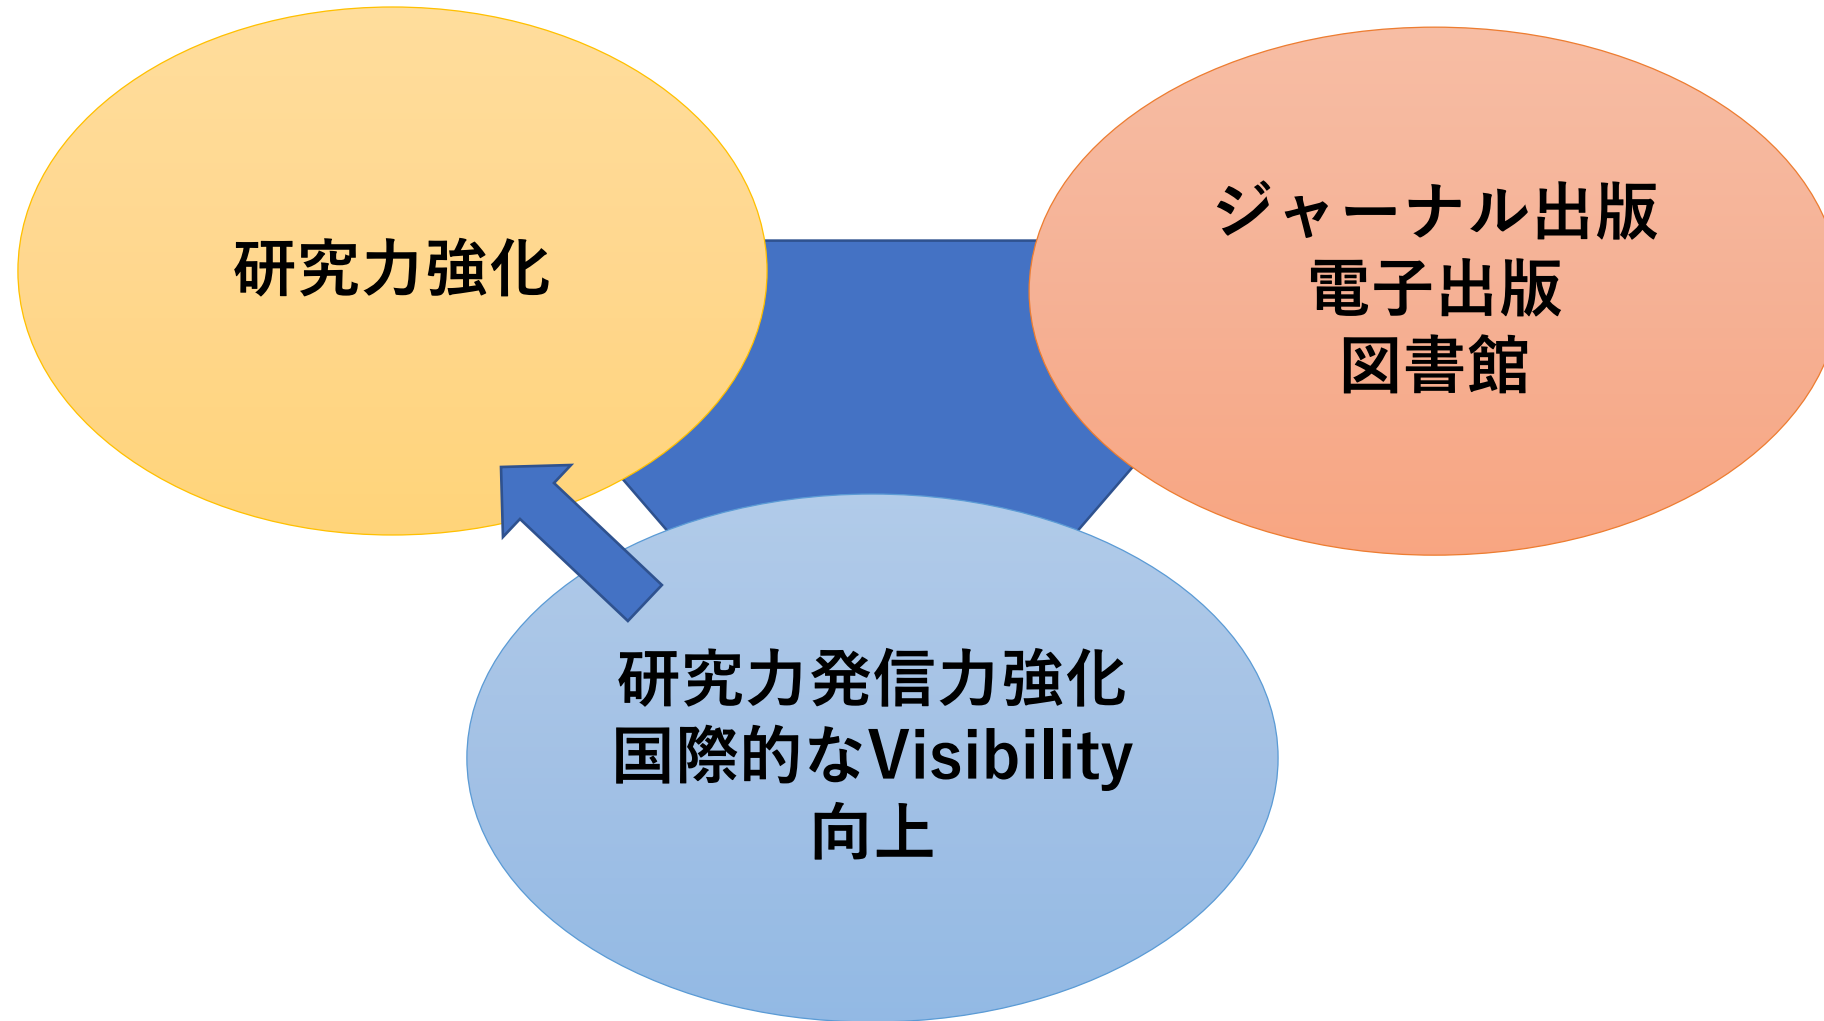 研究力強化
ジャーナル出版
電子出版
図書館
研究力発信力強化
国際的なVisibility
向上